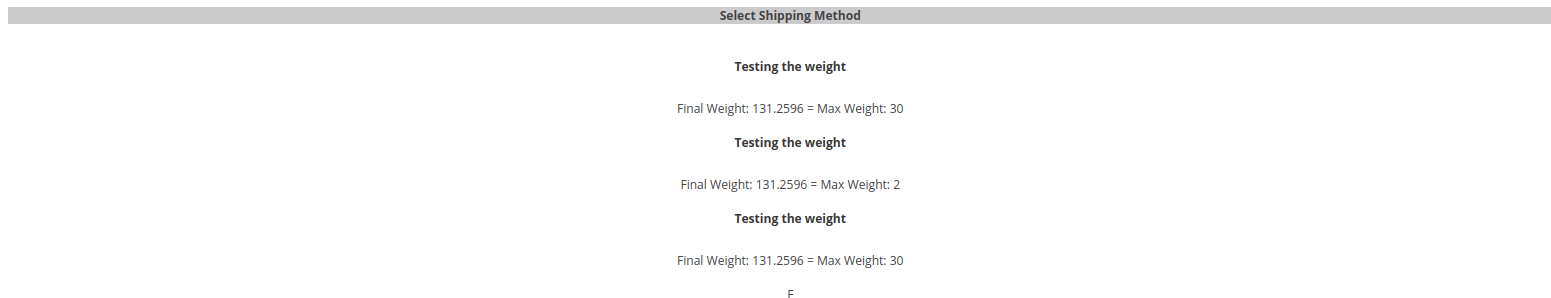 Select Shipping Method
Testing the weight
Final Weight: 131.2596 = Max Weight: 30
Testing the weight
Final Weight: 131.2596 = Max Weight: 2
Testing the weight
Final Weight: 131.2596 = Max Weight: 30
F